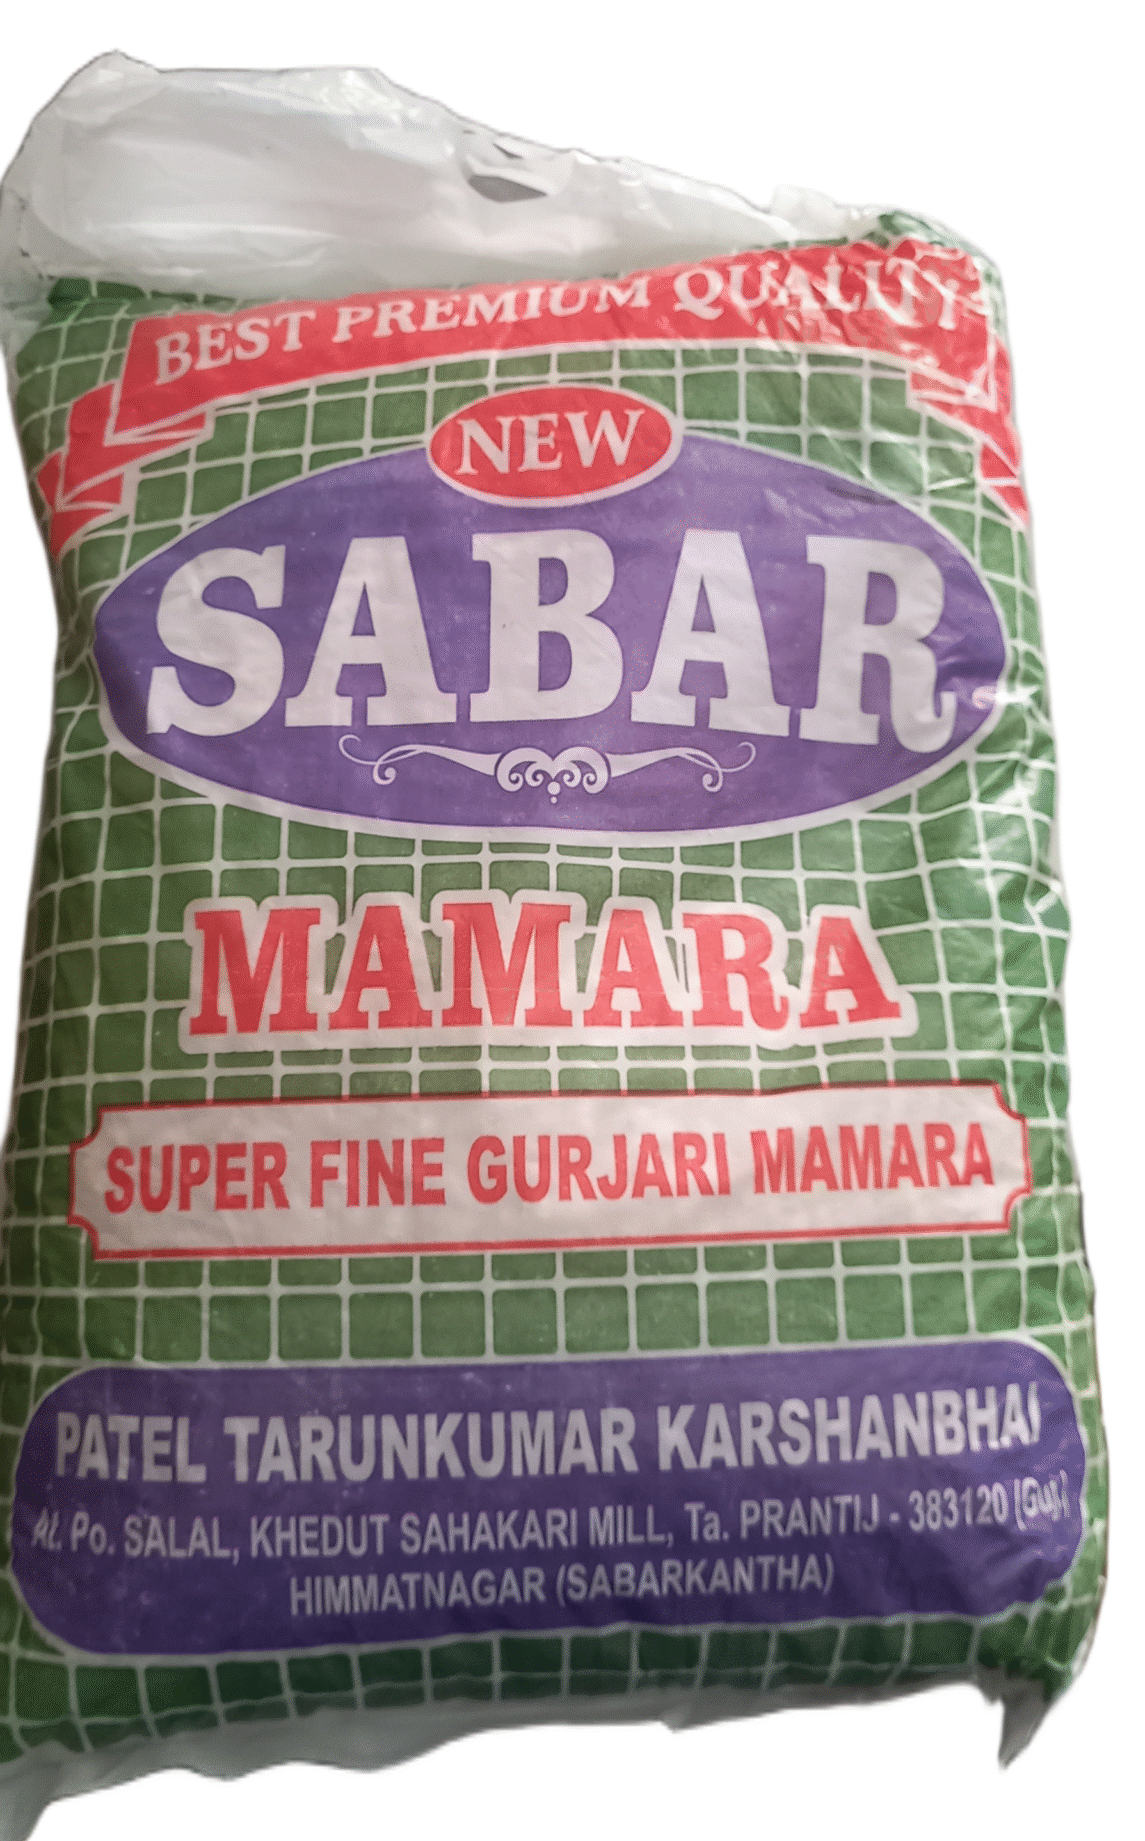 BEST PREMIUM QUALITY
NEW
SABAR
MAMARA
SUPER FINE GURJARI MAMARA
PATEL TARUNKUMAR KARSHANBHAI
At. Po. SALAL, KHEDUT SAHAKARI MILL, Ta. PRANTIJ - 383120 (Guj.)
HIMMATNAGAR (SABARKANTHA)